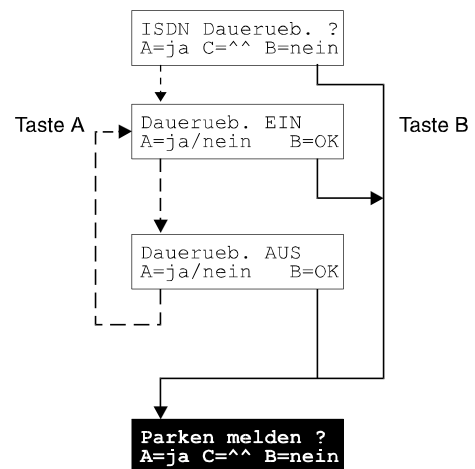 ISDN Dauerueb. ?
A=ja C=^^ B=nein
Taste A
Dauerueb. EIN
A=ja/nein B=OK
Taste B
Dauerueb. AUS
A=ja/nein B=OK
Parken melden ?
A=ja C=^^ B=nein